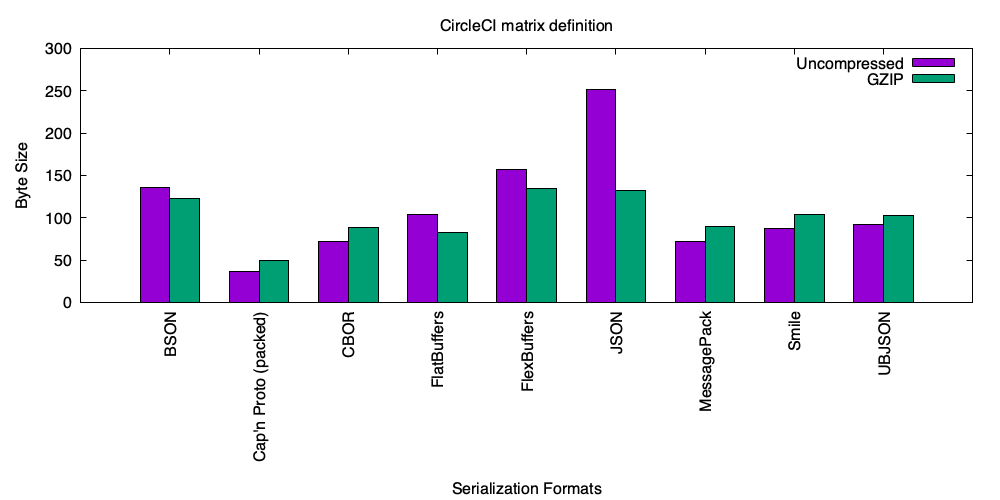 CircleCI matrix definition
Uncompressed
GZIP
300
250
200
150
100
50
0
Byte Size
BSON
Cap'n Proto (packed)
CBOR
FlatBuffers
FlexBuffers
JSON
MessagePack
Smile
UBJSON
Serialization Formats